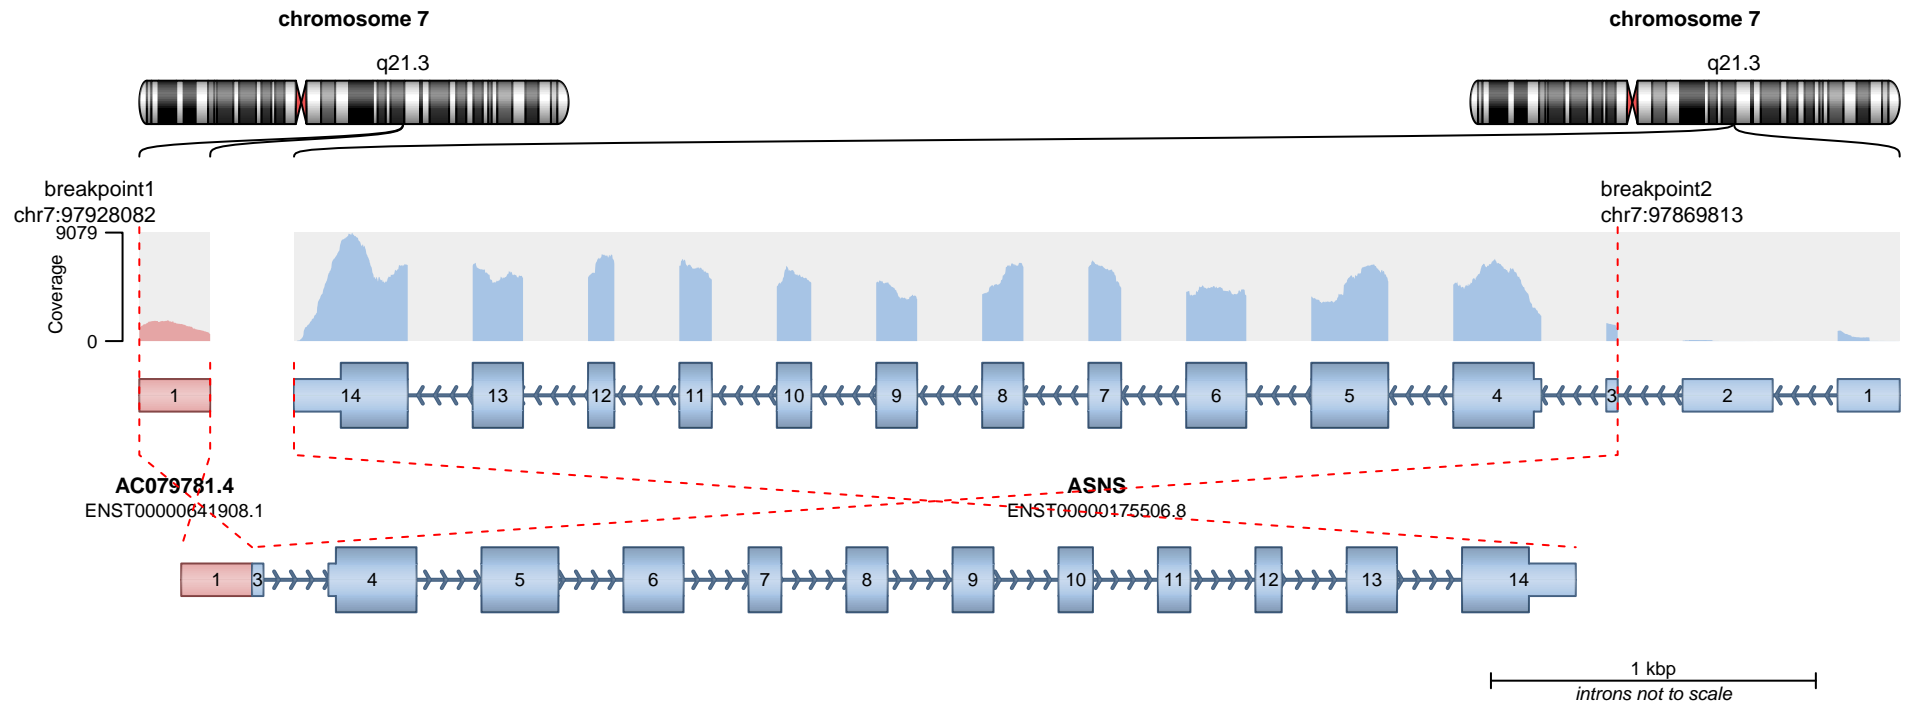 chromosome 7
chromosome 7
q21.3
q21.3
breakpoint1
chr7:97928082
breakpoint2
chr7:97869813
9079
Coverage
0
1
14
13
12
11
10
9
8
7
6
5
4
3
2
1
AC079781.4
ENST00000641908.1
ASNS
ENST00000175506.8
1
3
4
5
6
7
8
9
10
11
12
13
14
1 kbp
introns not to scale